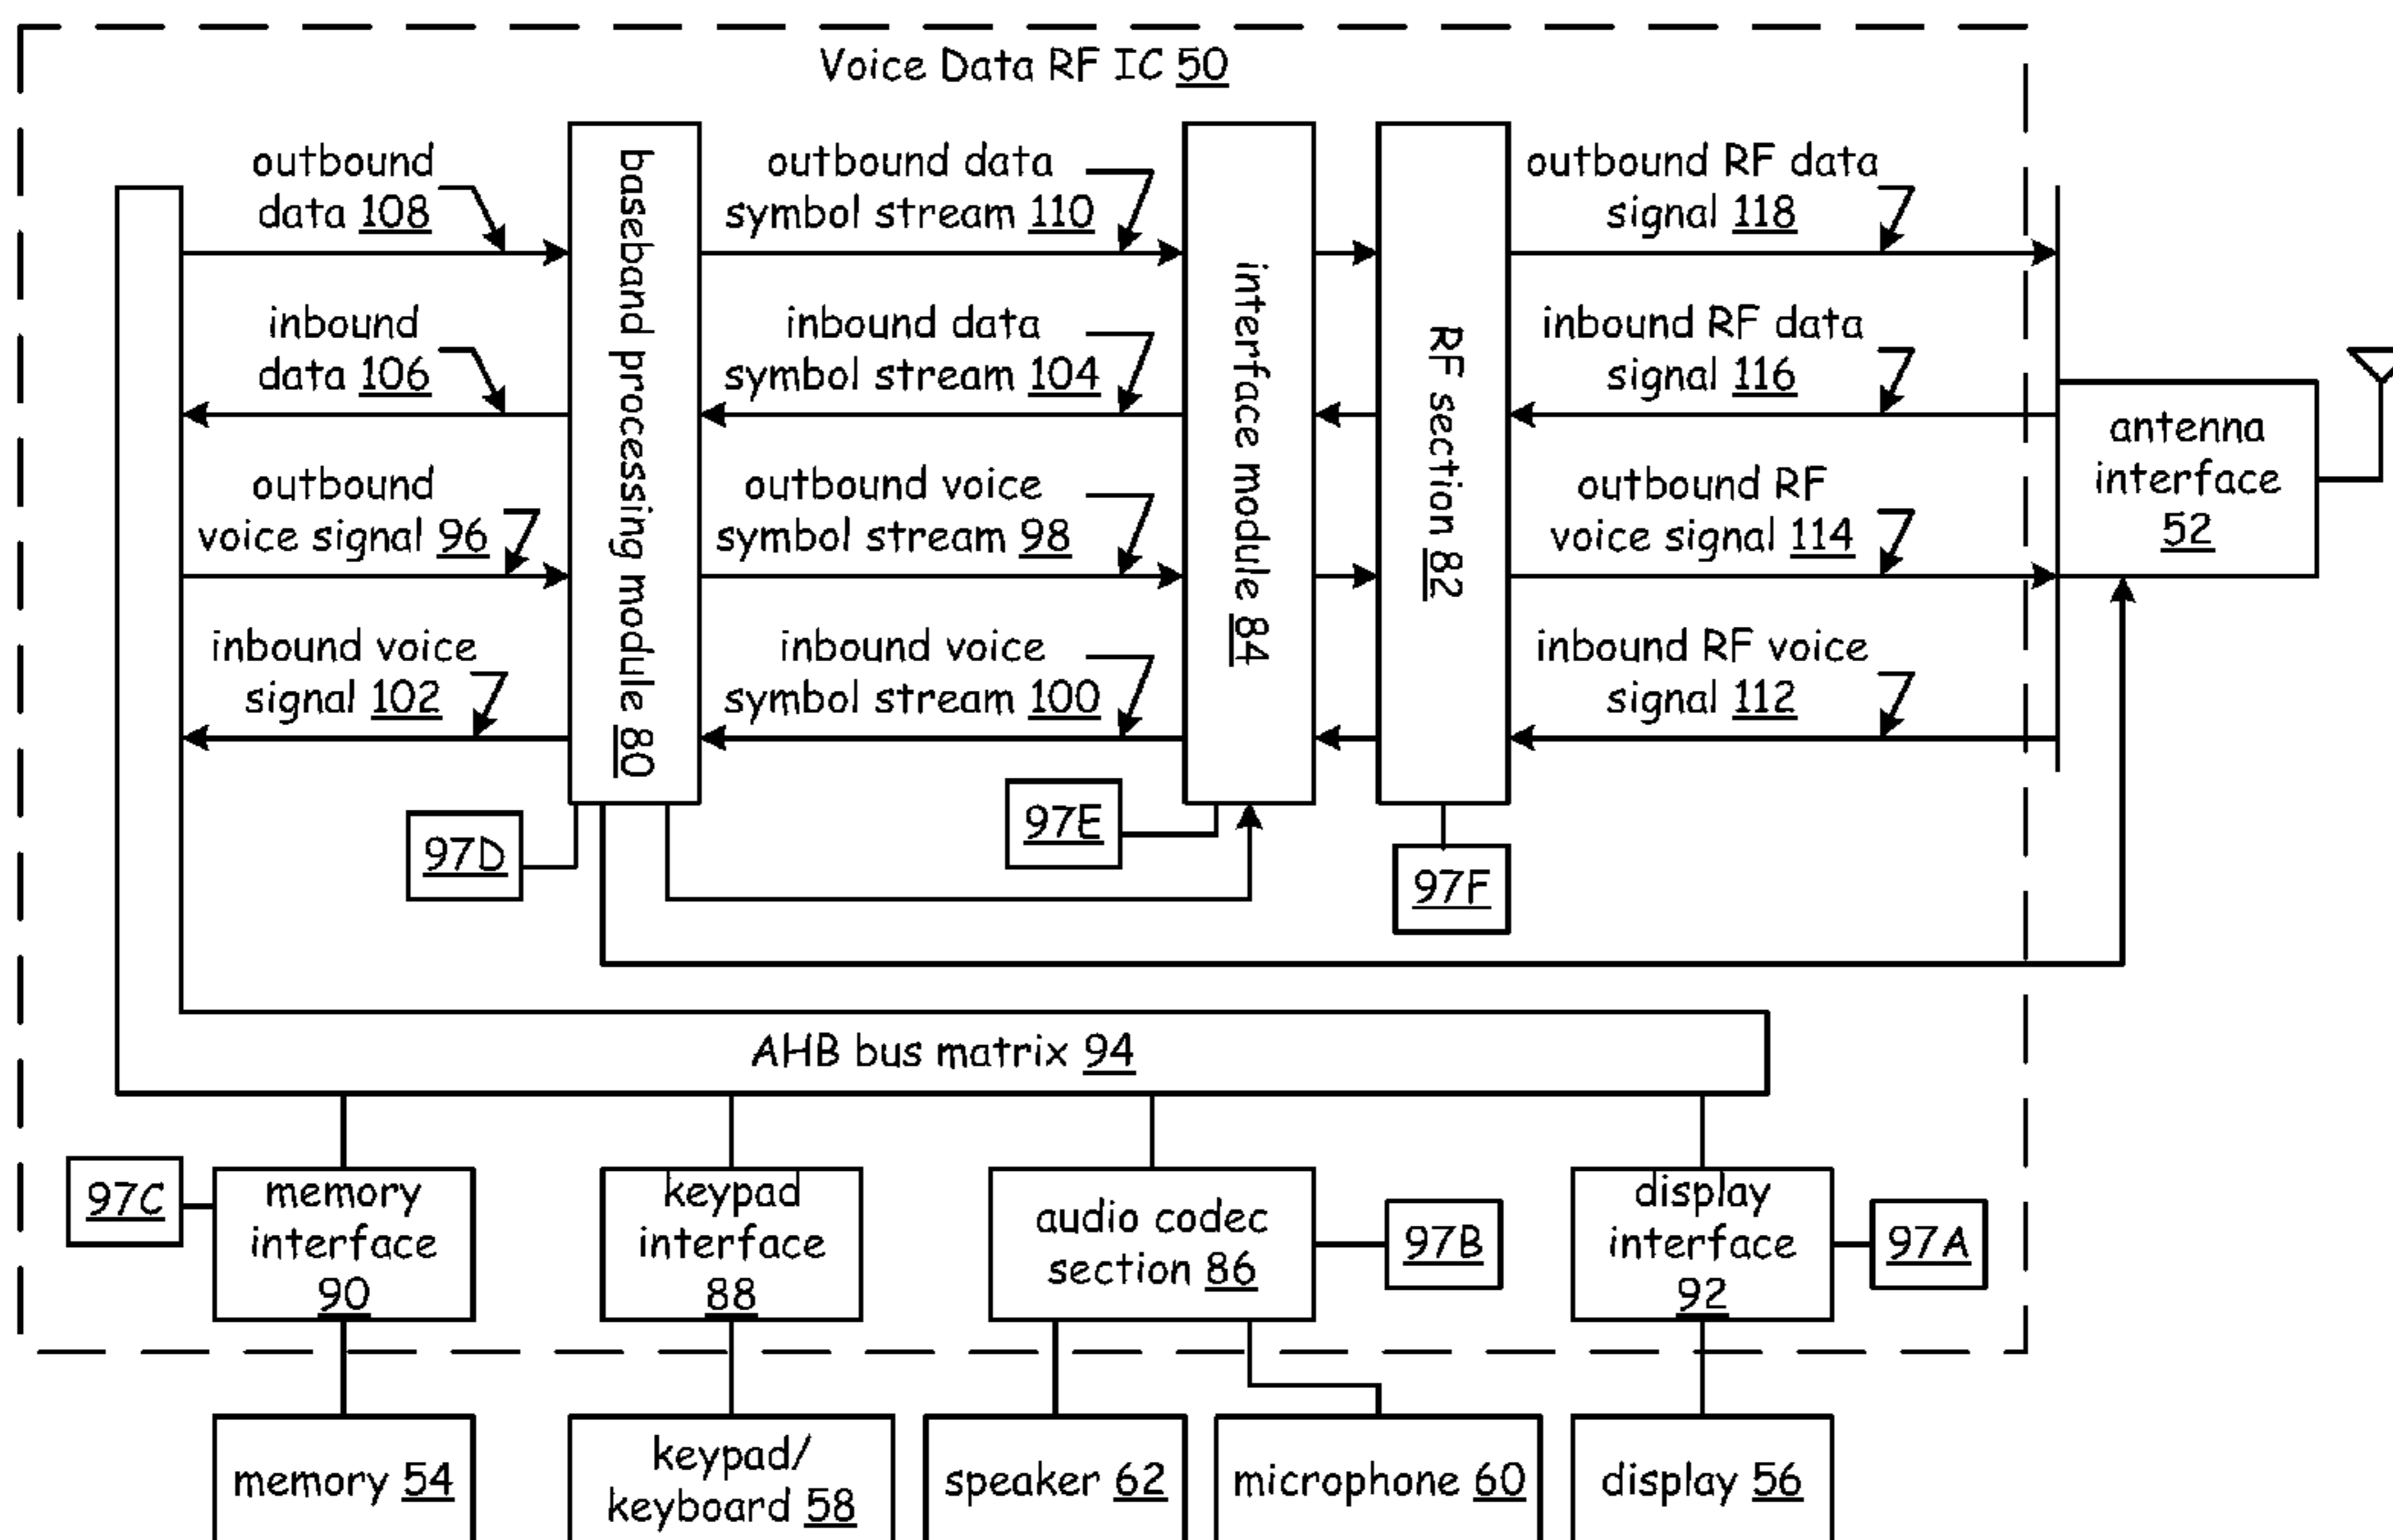 Voice Data RF IC 50
outbound
data 108
inbound
data 106
outbound
voice signal 96
inbound voice
signal 102
baseband processing module 80
outbound data
symbol stream 110
inbound data
symbol stream 104
outbound voice
symbol stream 98
inbound voice
symbol stream 100
interface module 84
RF section 82
outbound RF data
signal 118
inbound RF data
signal 116
outbound RF
voice signal 114
inbound RF voice
signal 112
antenna
interface
52
97D
97E
97F
AHB bus matrix 94
97C
memory
interface
90
keypad
interface
88
audio codec
section 86
97B
display
interface
92
97A
memory 54
keypad/
keyboard 58
speaker 62
microphone 60
display 56